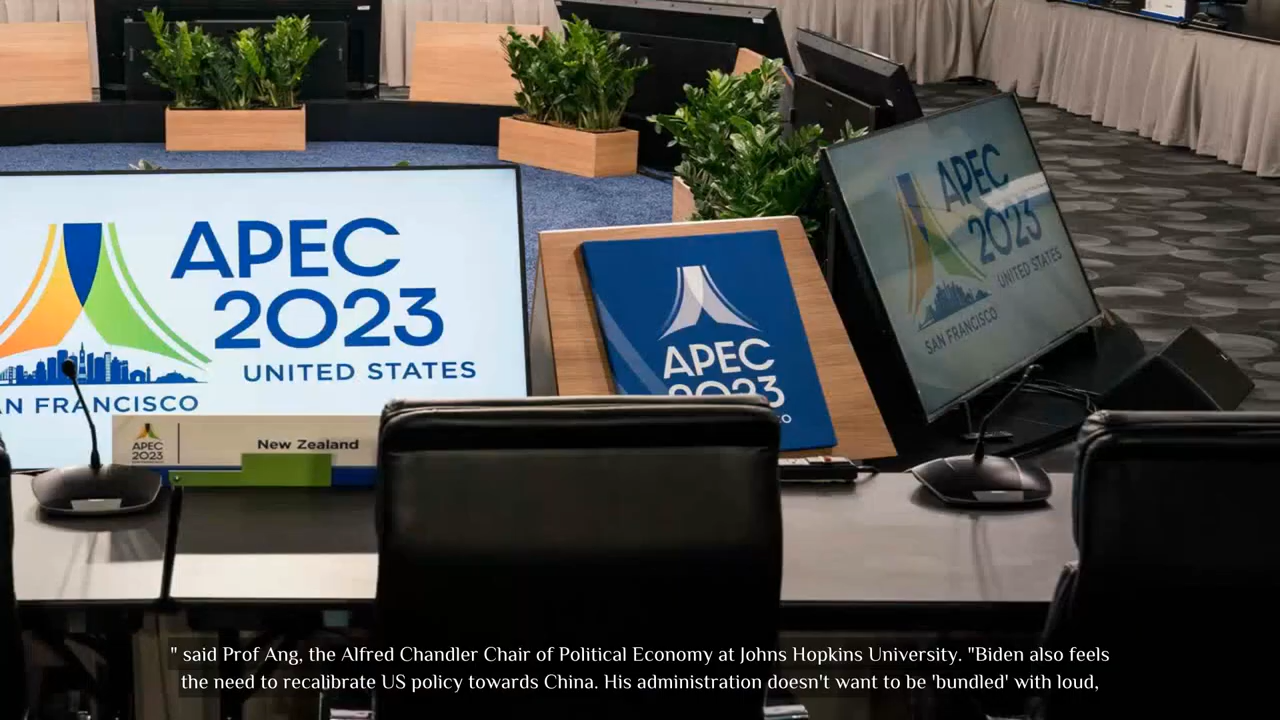 APEC
2023
UNITED STATES
AN FRANCISCO
APEC
2023
New Zealand
APEC
2023
APEC
2023
UNITED STATES
SAN FRANCISCO
" said Prof Ang, the Alfred Chandler Chair of Political Economy at Johns Hopkins University. "Biden also feels
the need to recalibrate US policy towards China. His administration doesn't want to be 'bundled' with loud,